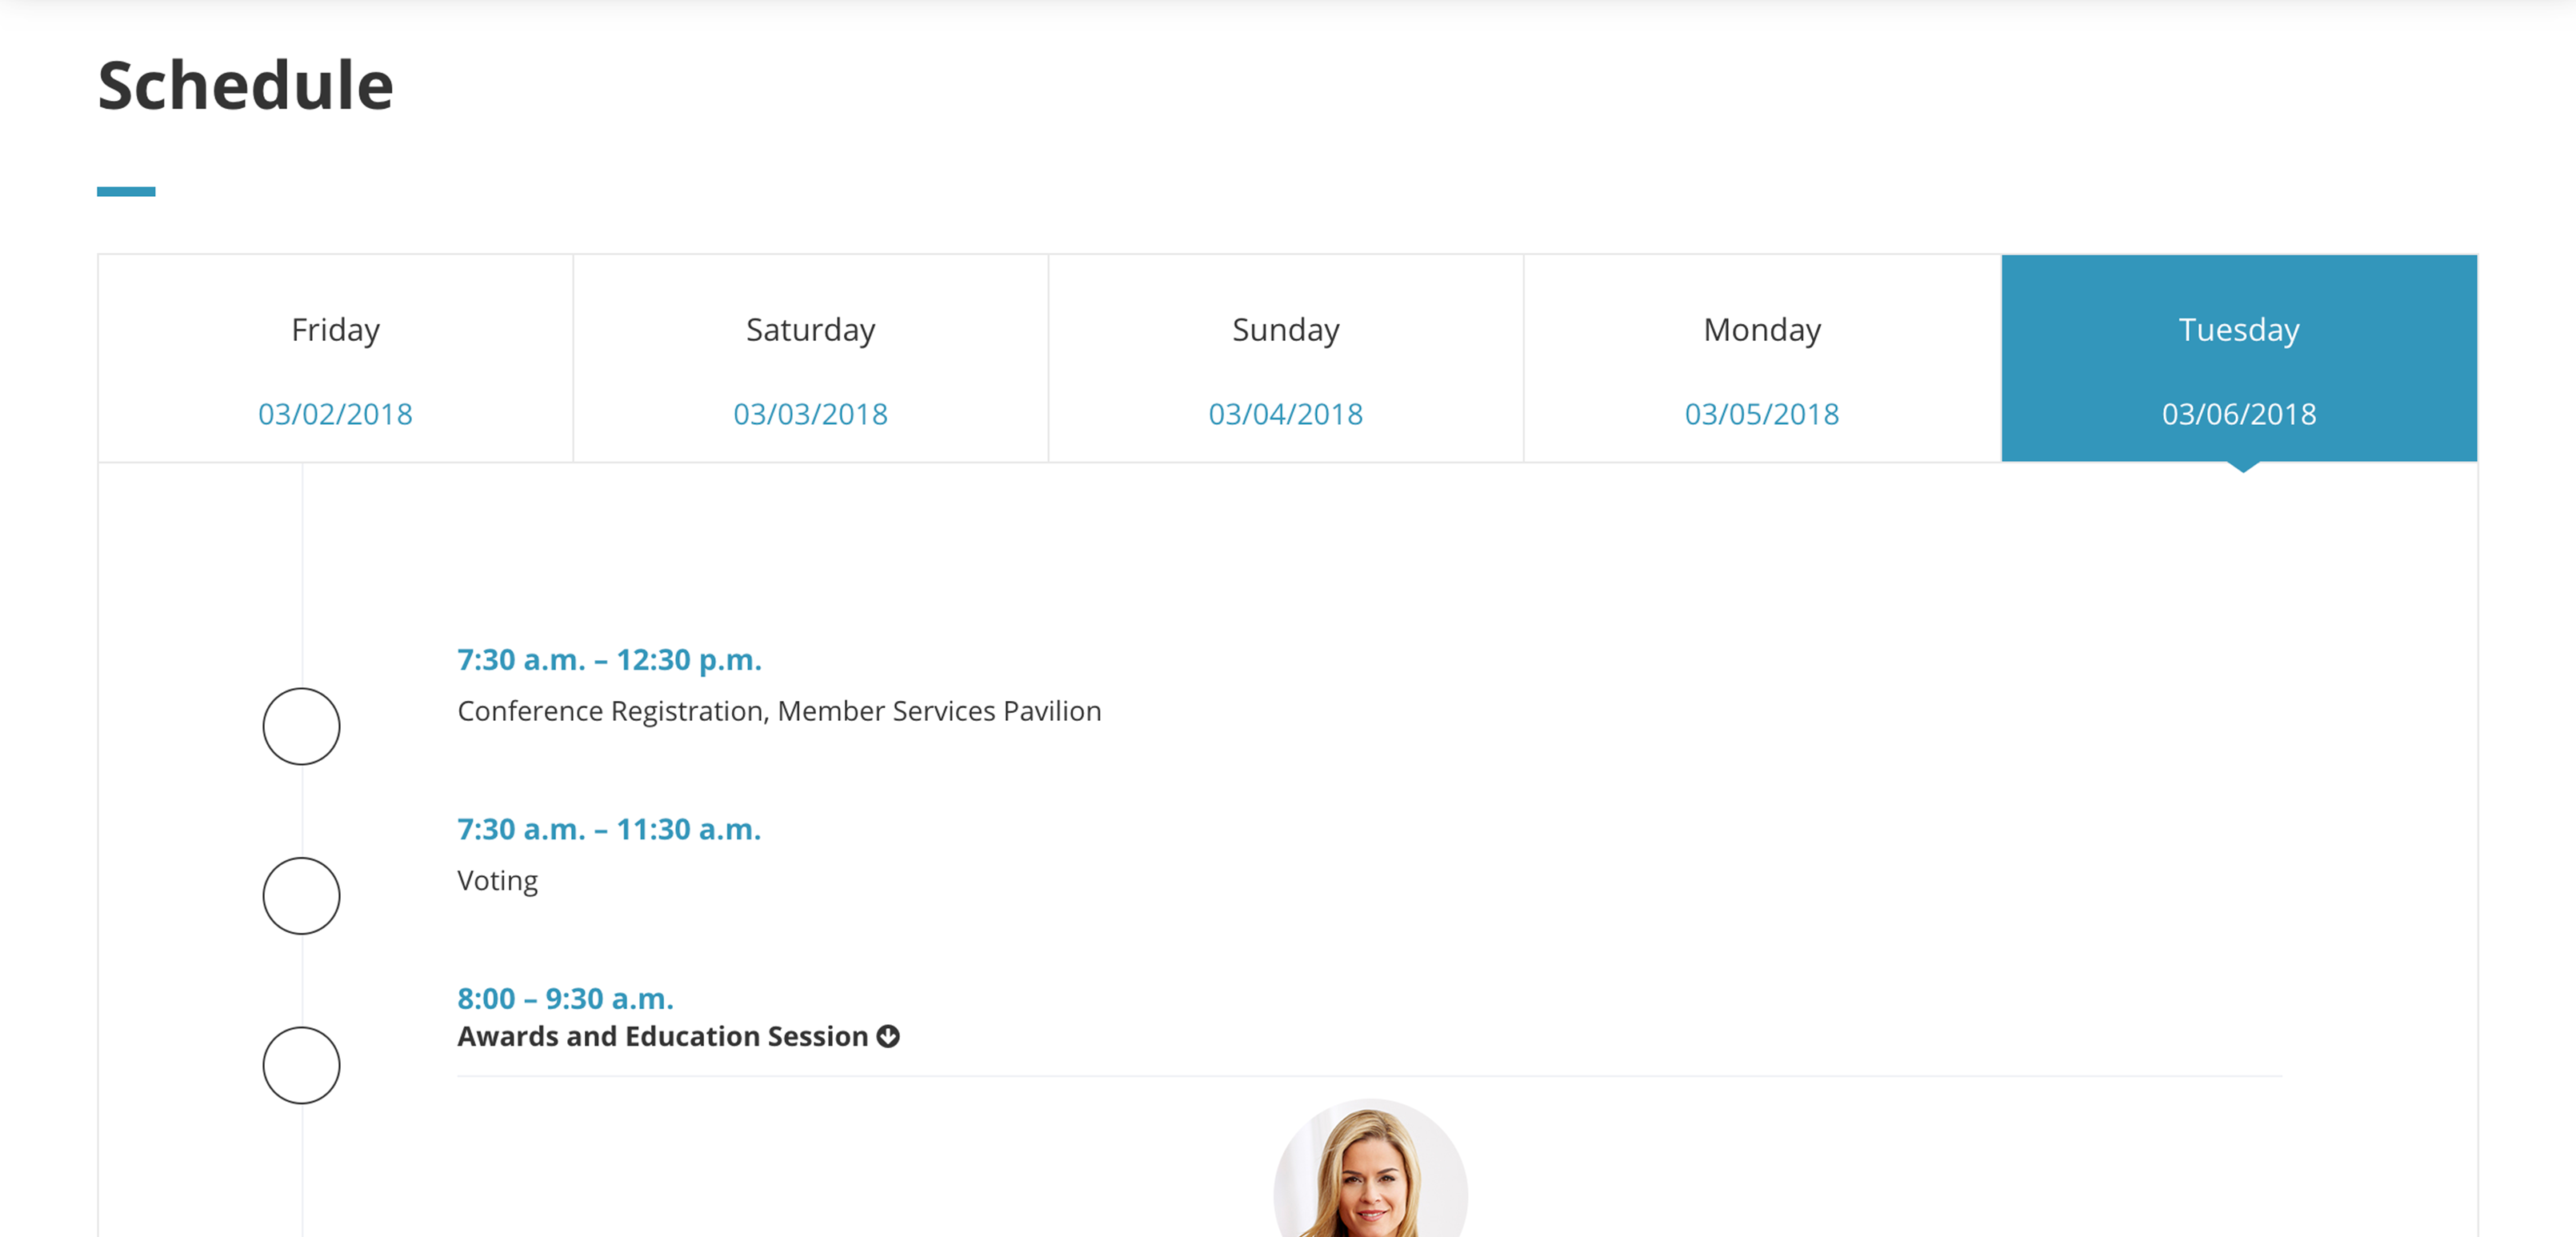 Schedule
Friday
03/02/2018
Saturday
03/03/2018
Sunday
03/04/2018
Monday
03/05/2018
Tuesday
03/06/2018
7:30 a.m. – 12:30 p.m.
Conference Registration, Member Services Pavilion
7:30 a.m. – 11:30 a.m.
Voting
8:00 – 9:30 a.m.
Awards and Education Session